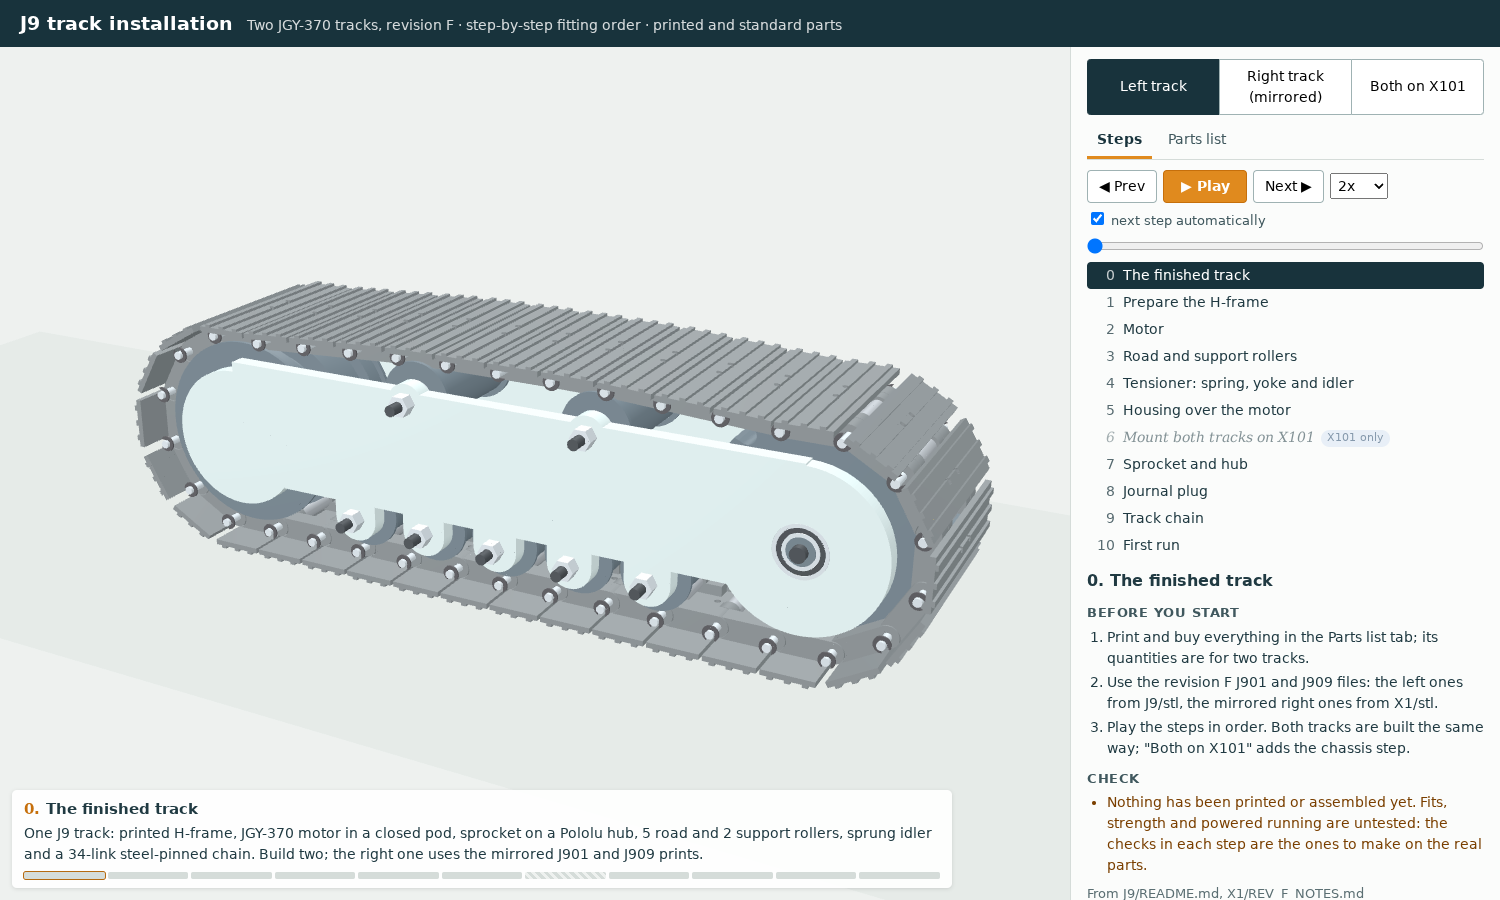 J9 track installation
Two JGY-370 tracks, revision F · step-by-step fitting order · printed and standard parts
Left track
Right track
(mirrored)
Both on X101
Steps
Parts list
◀ Prev
▶ Play
Next ▶
2x
next step automatically
0 The finished track
1 Prepare the H-frame
2 Motor
3 Road and support rollers
4 Tensioner: spring, yoke and idler
5 Housing over the motor
6 Mount both tracks on X101 X101 only
7 Sprocket and hub
8 Journal plug
9 Track chain
10 First run
0. The finished track
BEFORE YOU START
1. Print and buy everything in the Parts list tab; its
quantities are for two tracks.
2. Use the revision F J901 and J909 files: the left ones
from J9/stl, the mirrored right ones from X1/stl.
3. Play the steps in order. Both tracks are built the same
way; "Both on X101" adds the chassis step.
CHECK
• Nothing has been printed or assembled yet. Fits,
strength and powered running are untested: the
checks in each step are the ones to make on the real
parts.
From J9/README.md, X1/REV_F_NOTES.md
0. The finished track
One J9 track: printed H-frame, JGY-370 motor in a closed pod, sprocket on a Pololu hub, 5 road and 2 support rollers, sprung idler
and a 34-link steel-pinned chain. Build two; the right one uses the mirrored J901 and J909 prints.